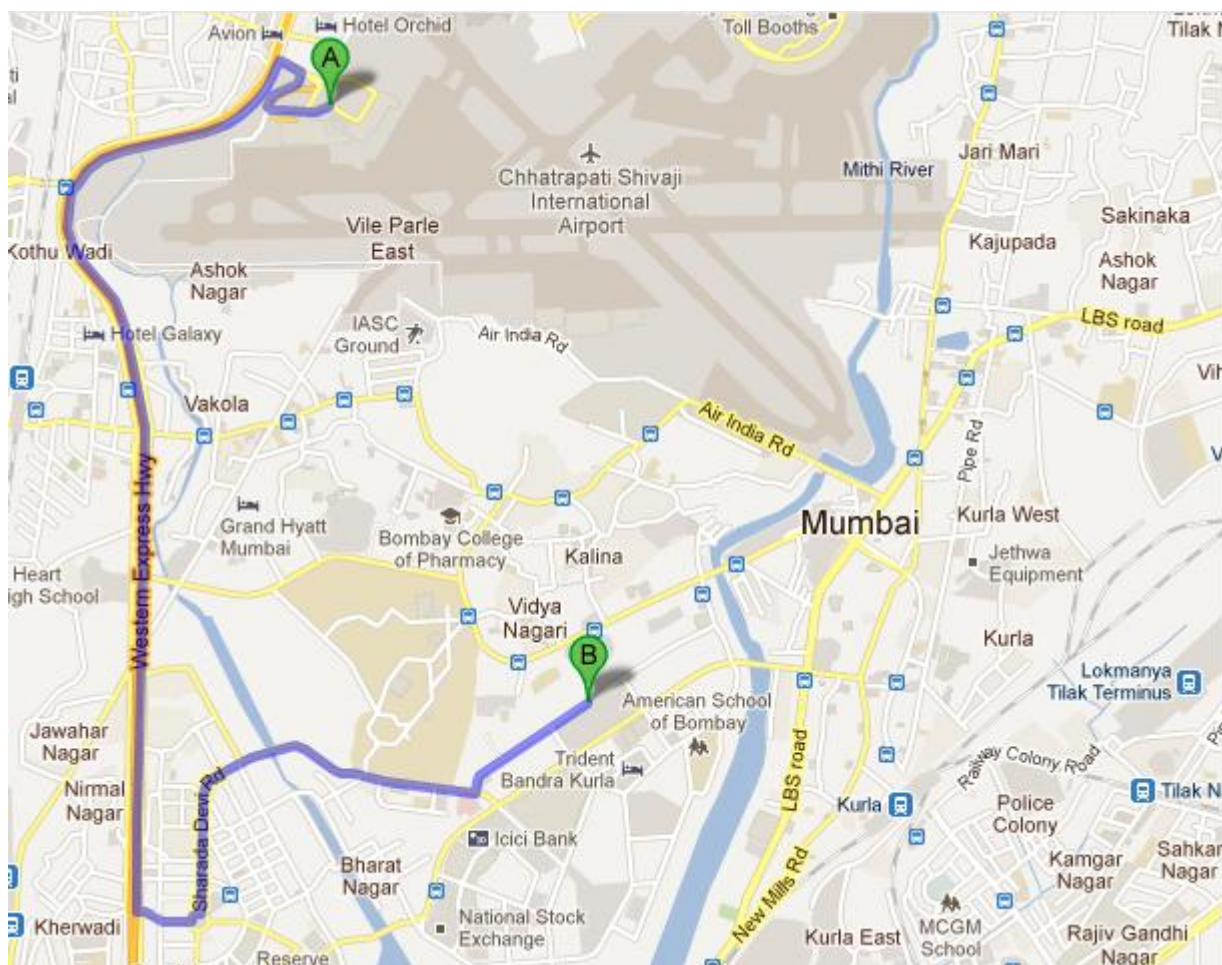 Avion
Hotel Orchid
A
Toll Booths
Tilak
Mithi River
Jari Mari
Chhatrapati Shivaji
International
Airport
Vile Parle
East
Sakinaka
Kajupada
Kothu Wadi
Ashok
Nagar
Ashok
Nagar
Hotel Galaxy
IASC
Ground
Air India Rd
LBS road
Vakola
Air India Rd
Western Express Hwy
Grand Hyatt
Mumbai
Bombay College
of Pharmacy
Kalina
Mumbai
Pipe Rd
Kurla West
Jethwa
Equipment
Heart
igh School
Vidya
Nagari
Kurla
B
American School
of Bombay
Lokmanya
Tilak Terminus
Jawahar
Nagar
Nirmal
Nagar
Sharada Devi Rd
Trident
Bandra Kurla
LBS road
Railway Colony Road
Kurla
Police
Colony
Tilak N
Icici Bank
Bharat
Nagar
Kamgar
Nagar
Sahkar
Nagar
New Mills Rd
Kherwadi
National Stock
Exchange
Reserve
Kurla East
MCGM
School
Rajiv Gandhi
Nagar